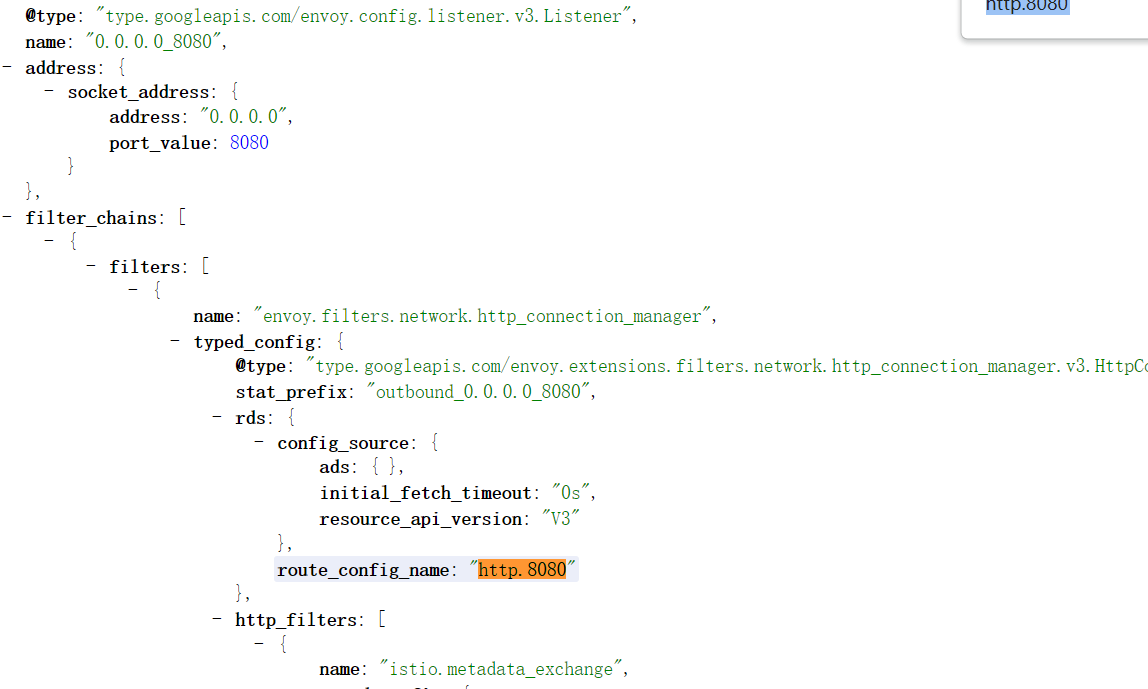 http.8080
@type: "type.googleapis.com/envoy.config.listener.v3.Listener",
name: "0.0.0.0_8080",
- address: {
- socket_address: {
address: "0.0.0.0",
port_value: 8080
}
},
- filter_chains: [
- {
- filters: [
- {
name: "envoy.filters.network.http_connection_manager",
- typed_config: {
@type: "type.googleapis.com/envoy.extensions.filters.network.http_connection_manager.v3.HttpCo
stat_prefix: "outbound_0.0.0.0_8080",
- rds: {
- config_source: {
ads: { },
initial_fetch_timeout: "0s",
resource_api_version: "V3"
},
route_config_name: "http.8080"
},
- http_filters: [
- {
name: "istio.metadata_exchange",